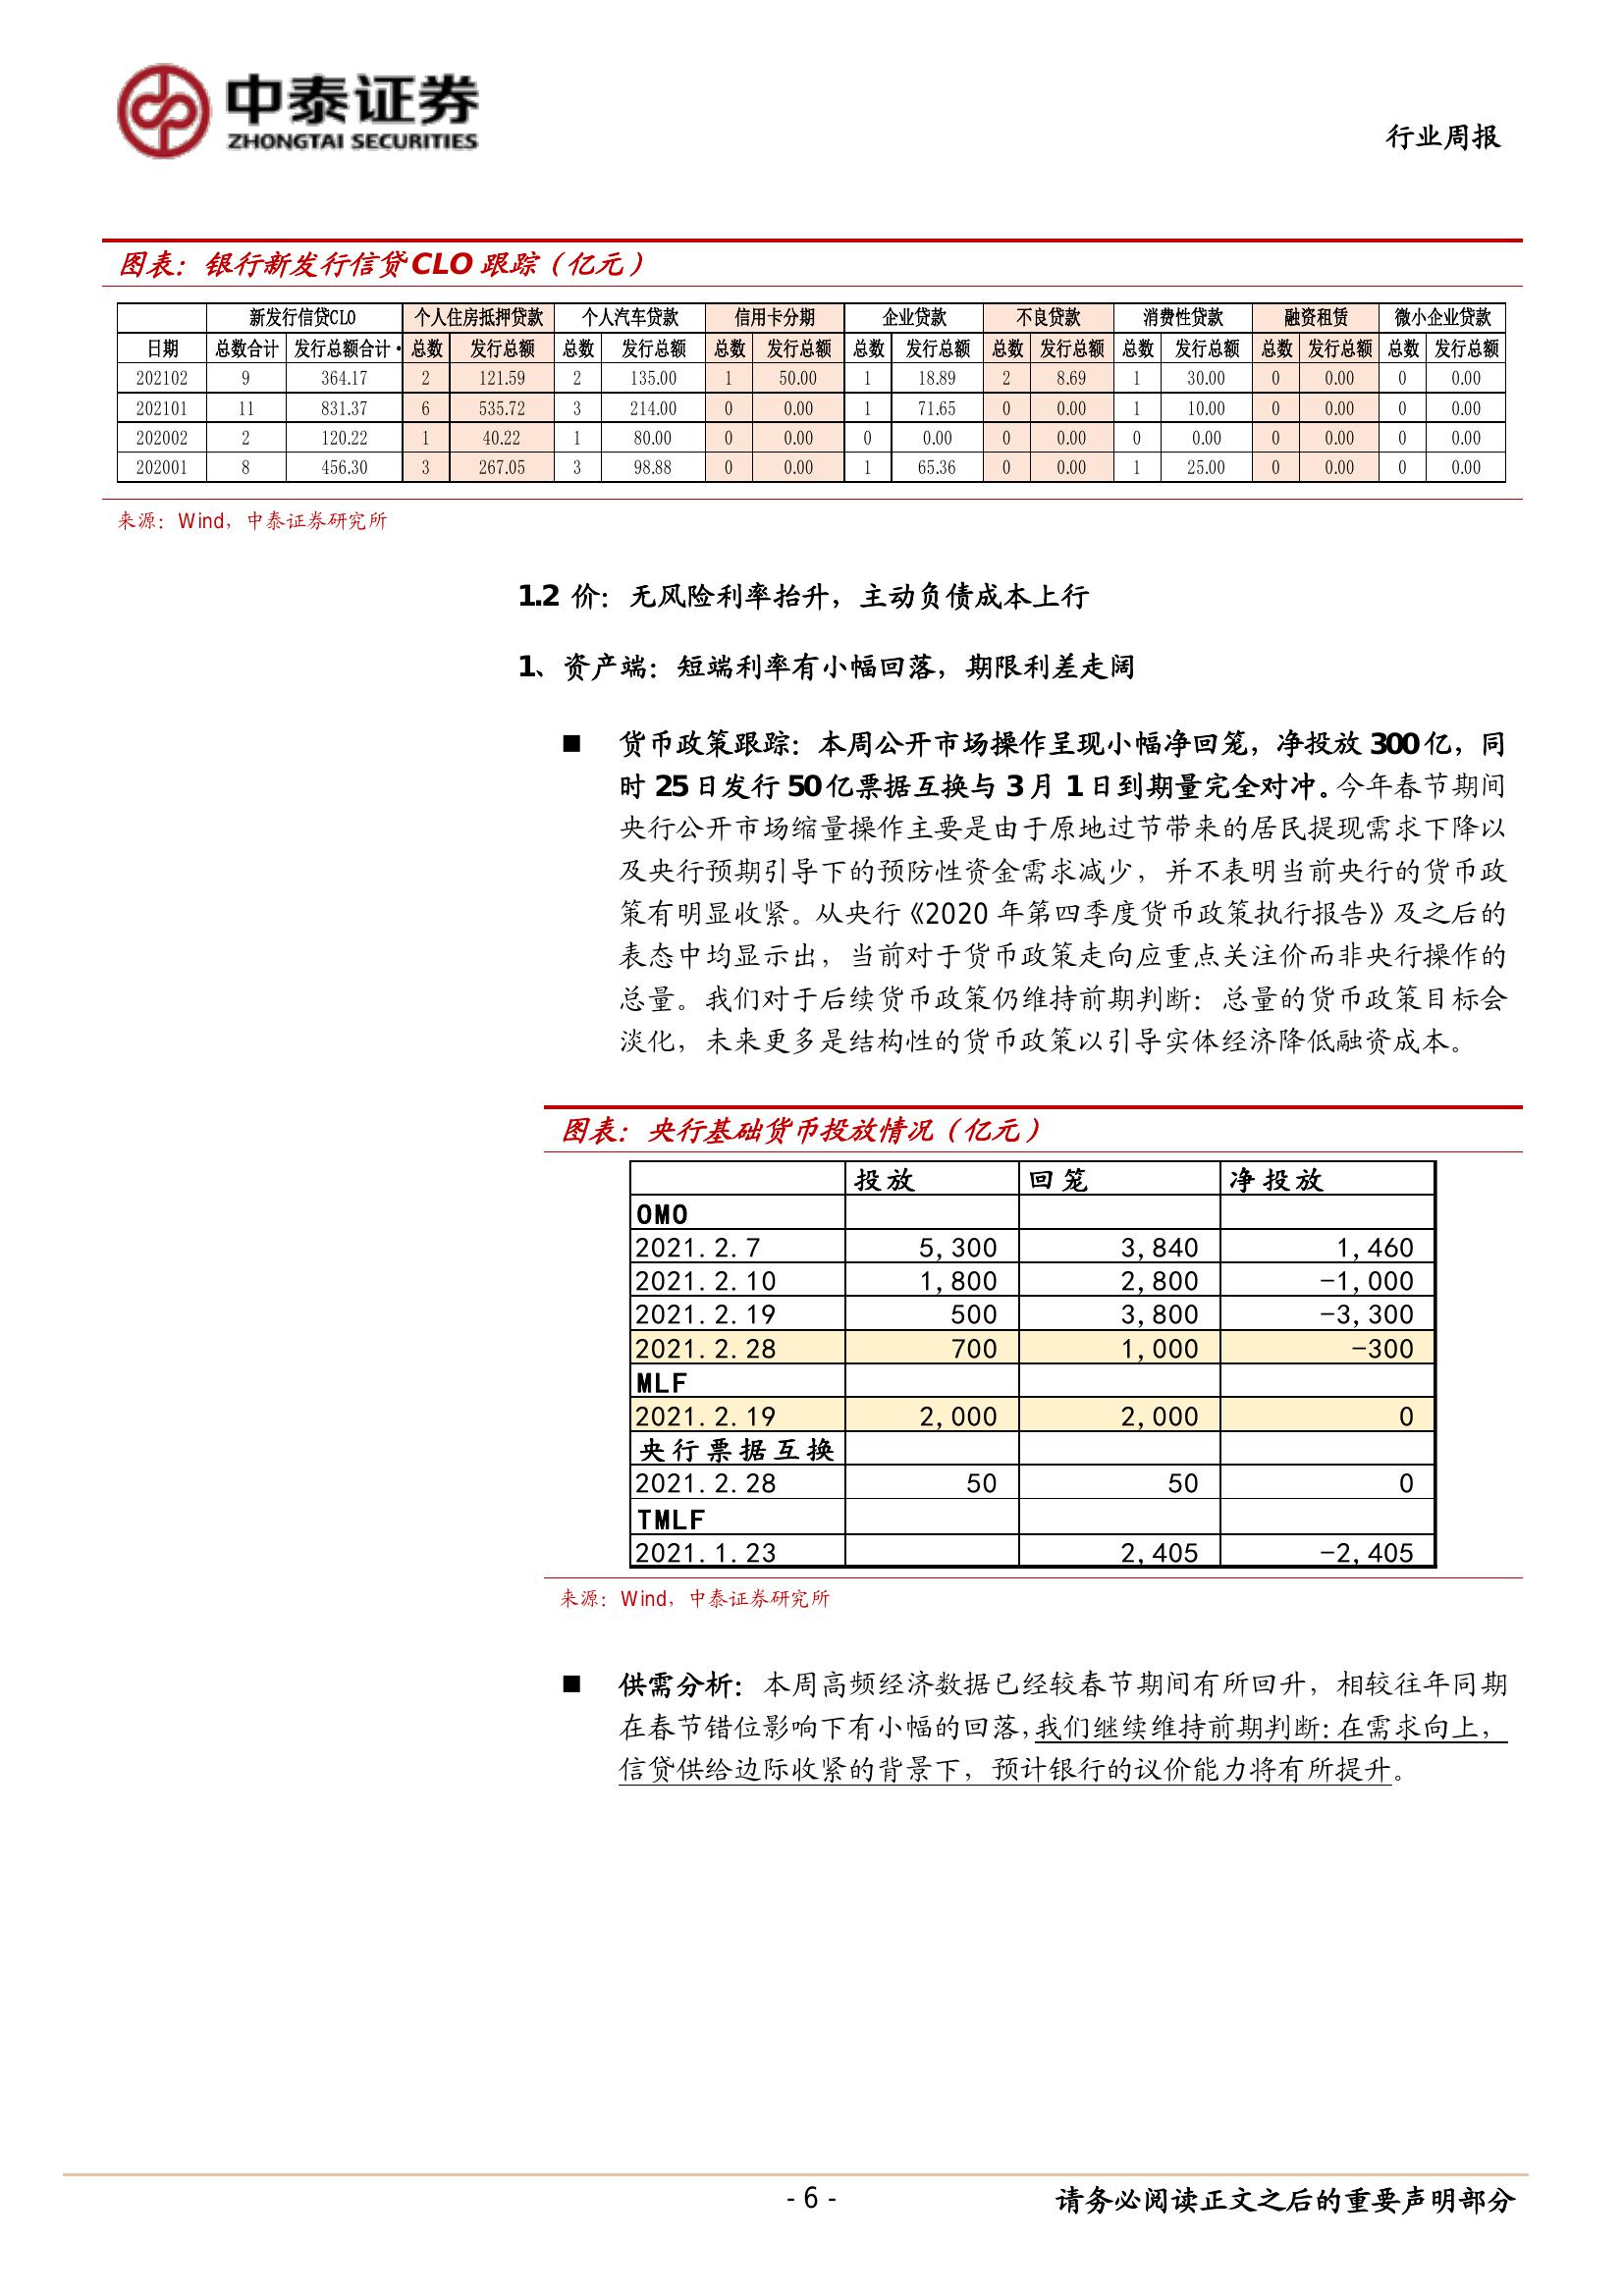 中泰证券
ZHONGTAI SECURITIES
行业周报
图表：银行新发行信贷CLO 跟踪（亿元）
新发行信贷CLO 个人住房抵押贷款 个人汽车贷款 信用卡分期 企业贷款 不良贷款 消费性贷款 融资租赁 微小企业贷款
日期 总数合计 发行总额合计· 总数 发行总额 总数 发行总额 总数 发行总额 总数 发行总额 总数 发行总额 总数 发行总额 总数 发行总额 总数 发行总额
202102 9 364.17 2 121.59 2 135.00 1 50.00 1 18.89 2 8.69 1 30.00 0 0.00 0 0.00
202101 11 831.37 6 535.72 3 214.00 0 0.00 1 71.65 0 0.00 1 10.00 0 0.00 0 0.00
202002 2 120.22 1 40.22 1 80.00 0 0.00 0 0.00 0 0.00 0 0.00 0 0.00 0 0.00
202001 8 456.30 3 267.05 3 98.88 0 0.00 1 65.36 0 0.00 1 25.00 0 0.00 0 0.00
来源：Wind，中泰证券研究所
1.2 价：无风险利率抬升，主动负债成本上行
1、资产端：短端利率有小幅回落，期限利差走阔
■ 货币政策跟踪：本周公开市场操作呈现小幅净回笼，净投放 300 亿，同
时 25 日发行 50 亿票据互换与 3 月 1 日到期量完全对冲。今年春节期间
央行公开市场缩量操作主要是由于原地过节带来的居民提现需求下降以
及央行预期引导下的预防性资金需求减少，并不表明当前央行的货币政
策有明显收紧。从央行《2020 年第四季度货币政策执行报告》及之后的
表态中均显示出，当前对于货币政策走向应重点关注价而非央行操作的
总量。我们对于后续货币政策仍维持前期判断：总量的货币政策目标会
淡化，未来更多是结构性的货币政策以引导实体经济降低融资成本。
图表：央行基础货币投放情况（亿元）
投放 回笼 净投放
OMO
2021.2.7 5,300 3,840 1,460
2021.2.10 1,800 2,800 -1,000
2021.2.19 500 3,800 -3,300
2021.2.28 700 1,000 -300
MLF
2021.2.19 2,000 2,000 0
央行票据互换
2021.2.28 50 50 0
TMLF
2021.1.23 2,405 -2,405
来源：Wind，中泰证券研究所
■ 供需分析：本周高频经济数据已经较春节期间有所回升，相较往年同期
在春节错位影响下有小幅的回落，我们继续维持前期判断：在需求向上，
信贷供给边际收紧的背景下，预计银行的议价能力将有所提升。
- 6 -
请务必阅读正文之后的重要声明部分